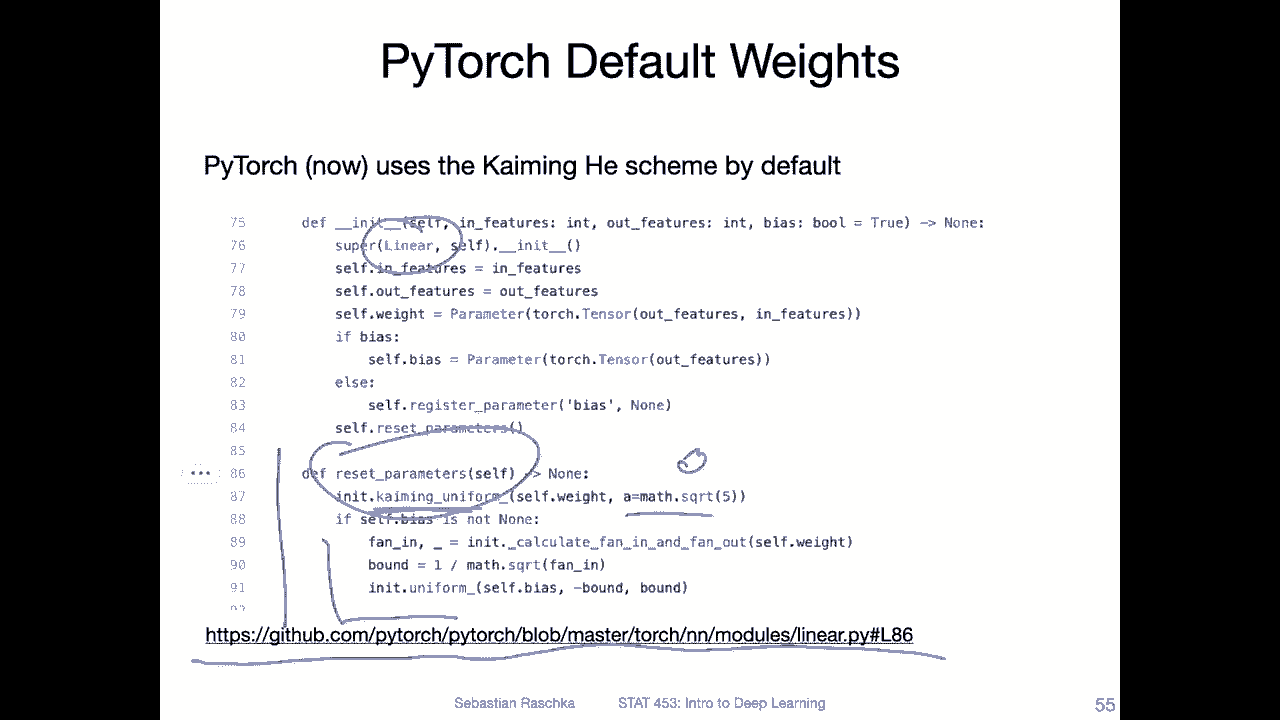 PyTorch Default Weights
PyTorch (now) uses the Kaiming He scheme by default
75 def __init__(self, in_features: int, out_features: int, bias: bool = True) -> None:
76 super(Linear, self).__init__()
77 self.in_features = in_features
78 self.out_features = out_features
79 self.weight = Parameter(torch.Tensor(out_features, in_features))
80 if bias:
81 self.bias = Parameter(torch.Tensor(out_features))
82 else:
83 self.register_parameter('bias', None)
84 self.reset_parameters()
85
86 def reset_parameters(self) -> None:
87 init.kaiming_uniform_(self.weight, a=math.sqrt(5))
88 if self.bias is not None:
89 fan_in, _ = init._calculate_fan_in_and_fan_out(self.weight)
90 bound = 1 / math.sqrt(fan_in)
91 init.uniform_(self.bias, -bound, bound)
https://github.com/pytorch/pytorch/blob/master/torch/nn/modules/linear.py#L86
Sebastian Raschka STAT 453: Intro to Deep Learning 55